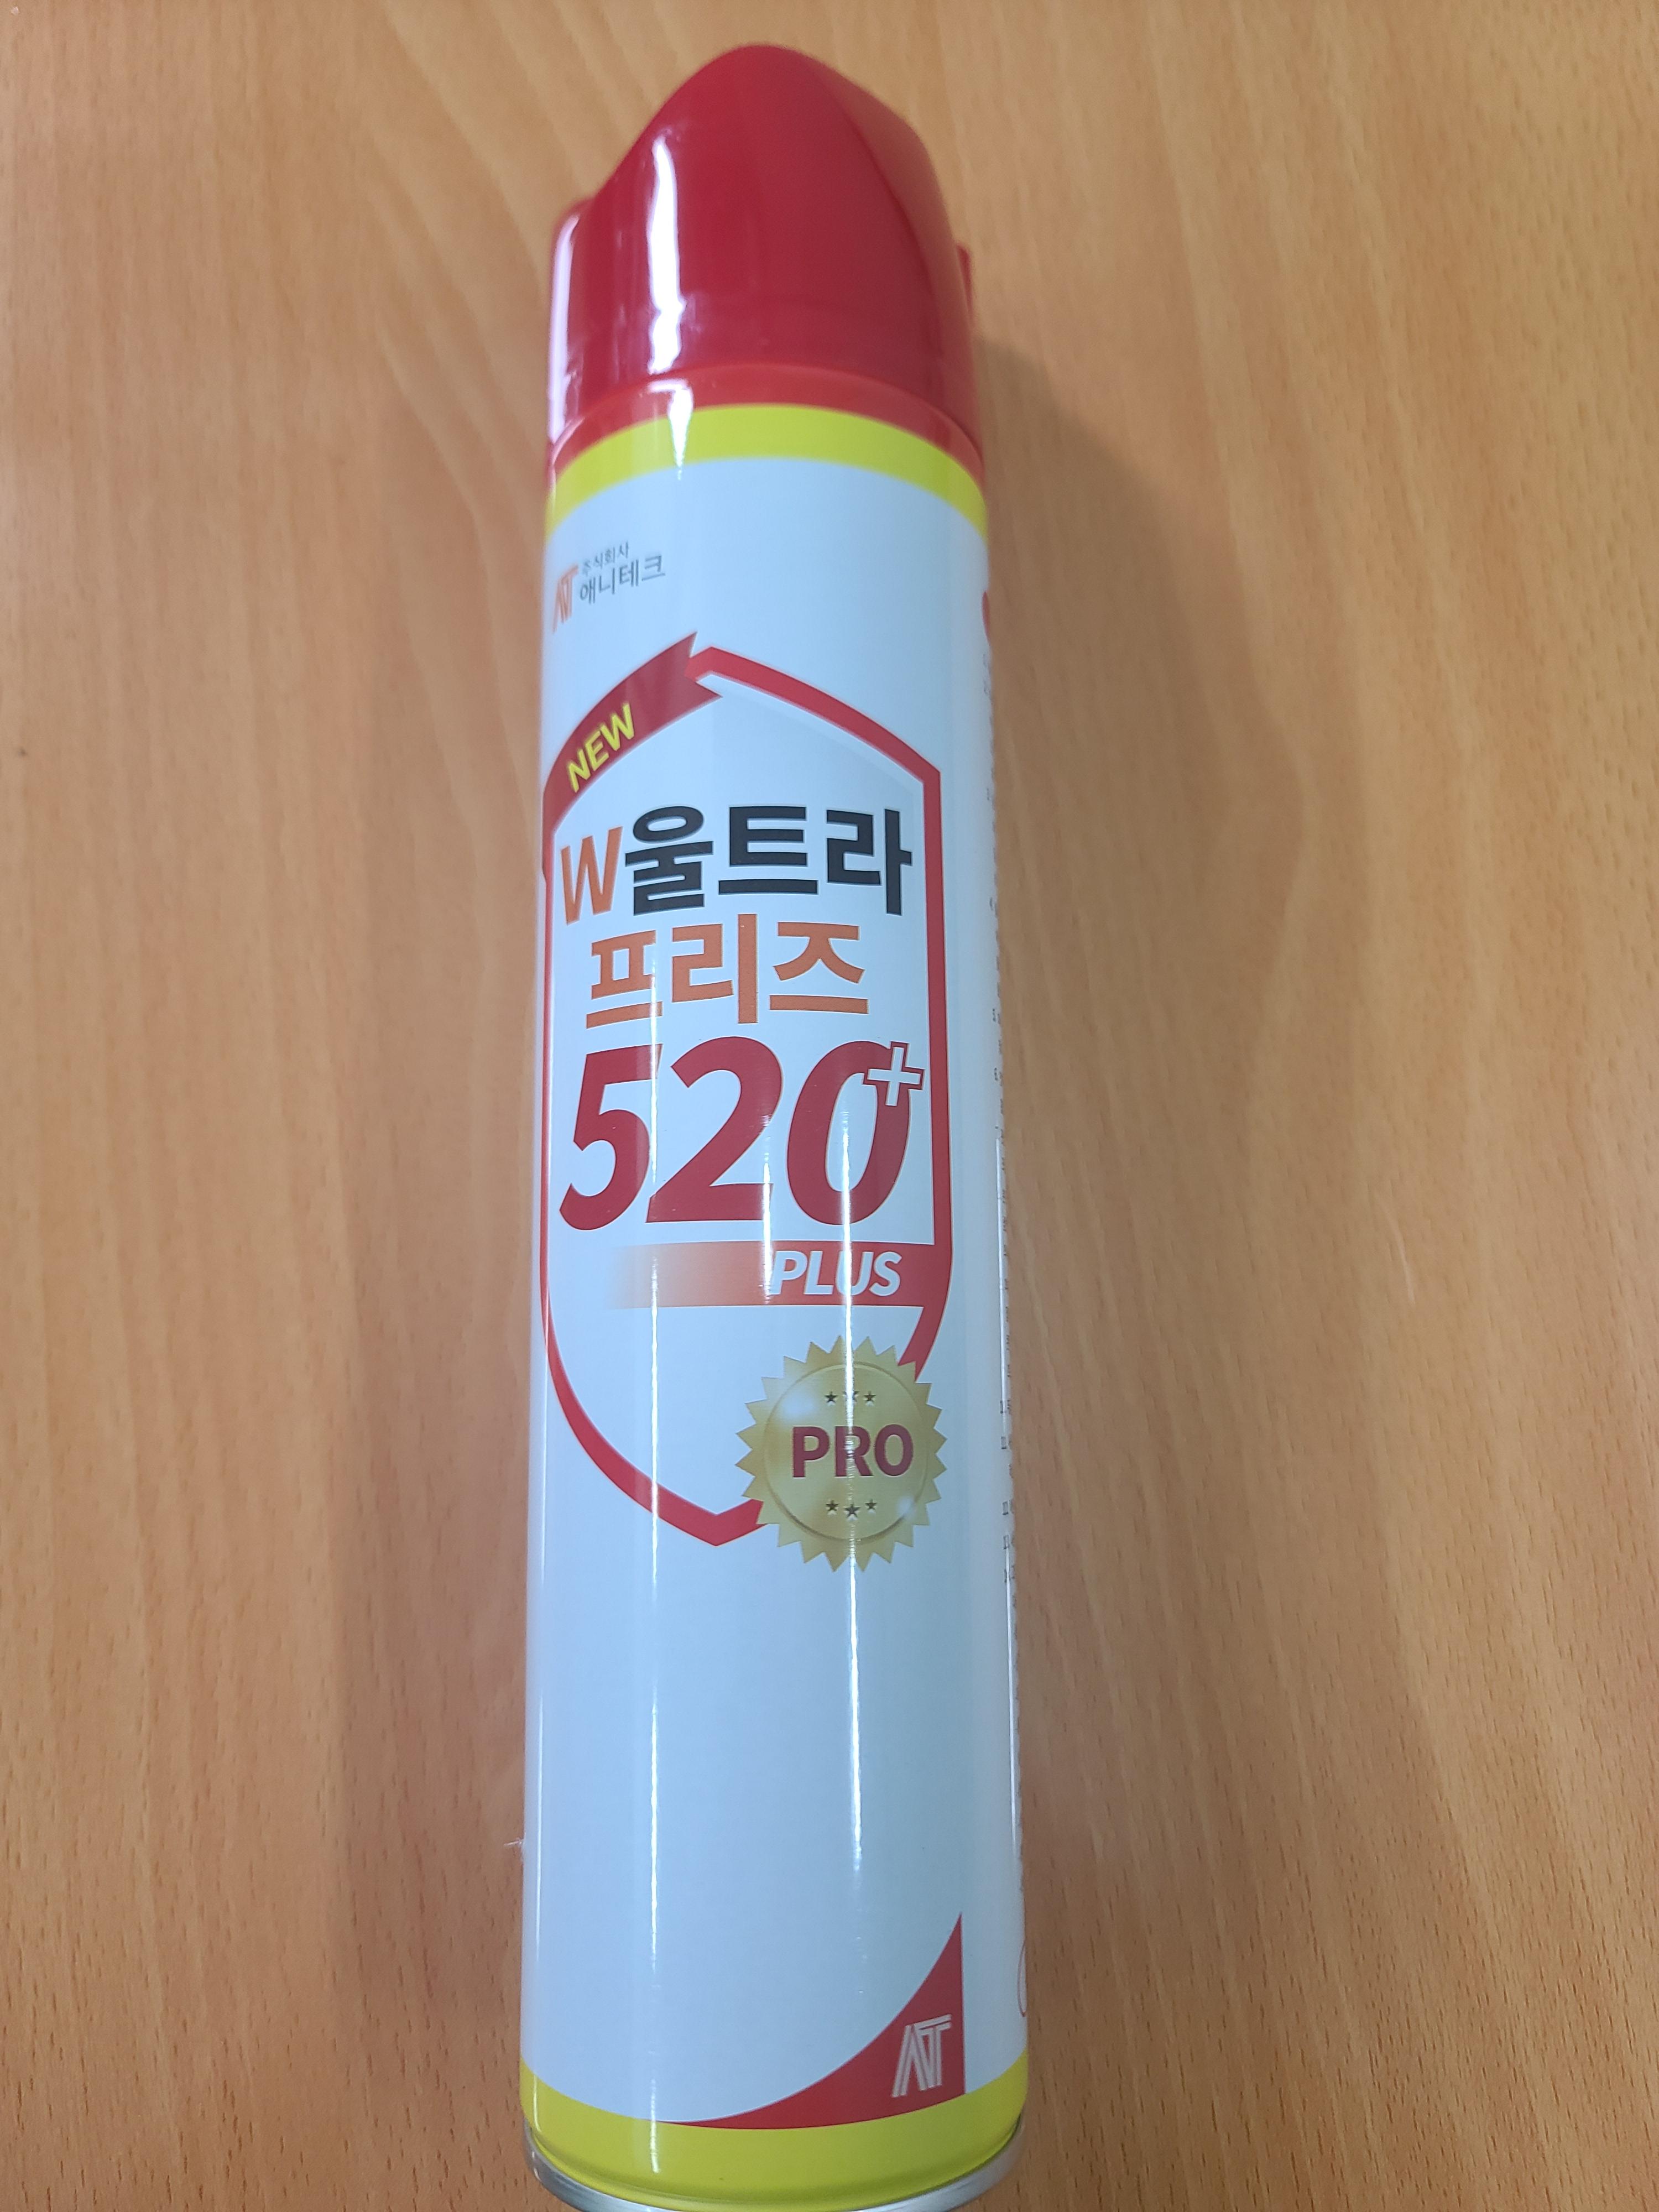 주식회사
애니테크
NEW
W울트라
프리즈
520+
PLUS
PRO
AT